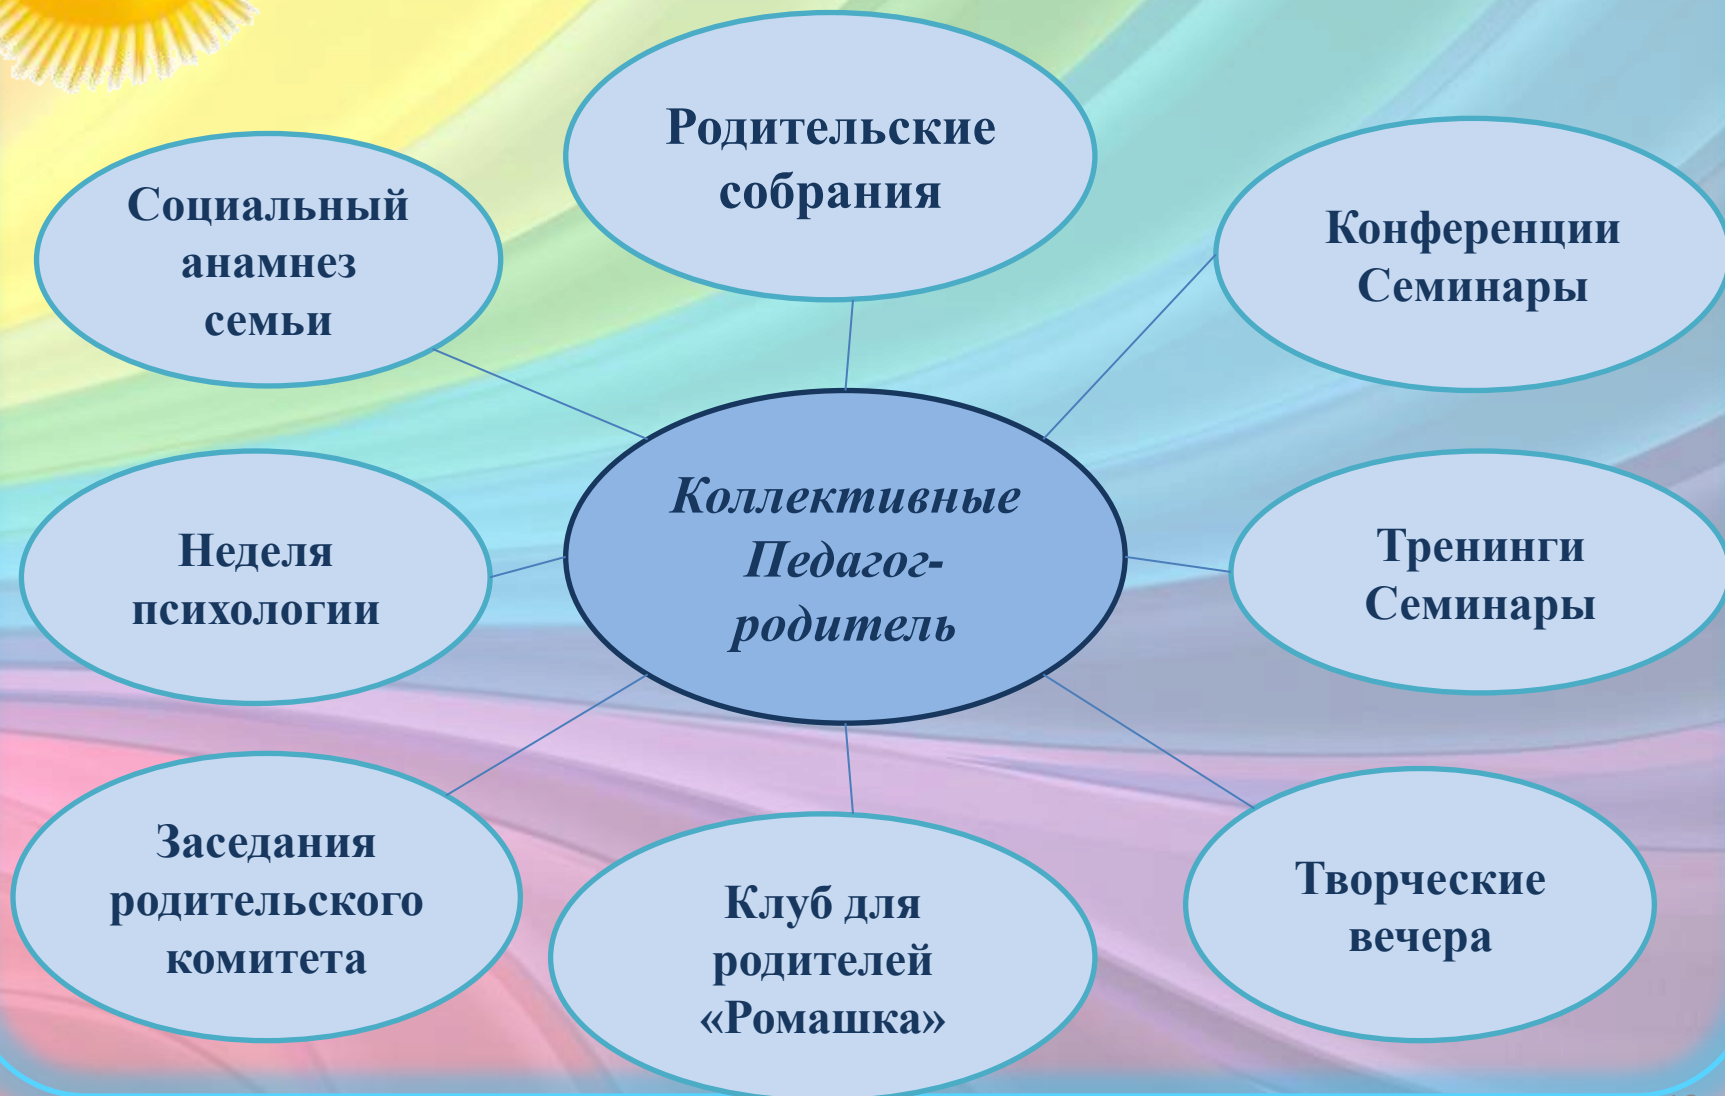 Родительские
собрания
Социальный
анамнез
семьи
Конференции
Семинары
Коллективные
Педагог-
родитель
Неделя
психологии
Тренинги
Семинары
Заседания
родительского
комитета
Клуб для
родителей
«Ромашка»
Творческие
вечера